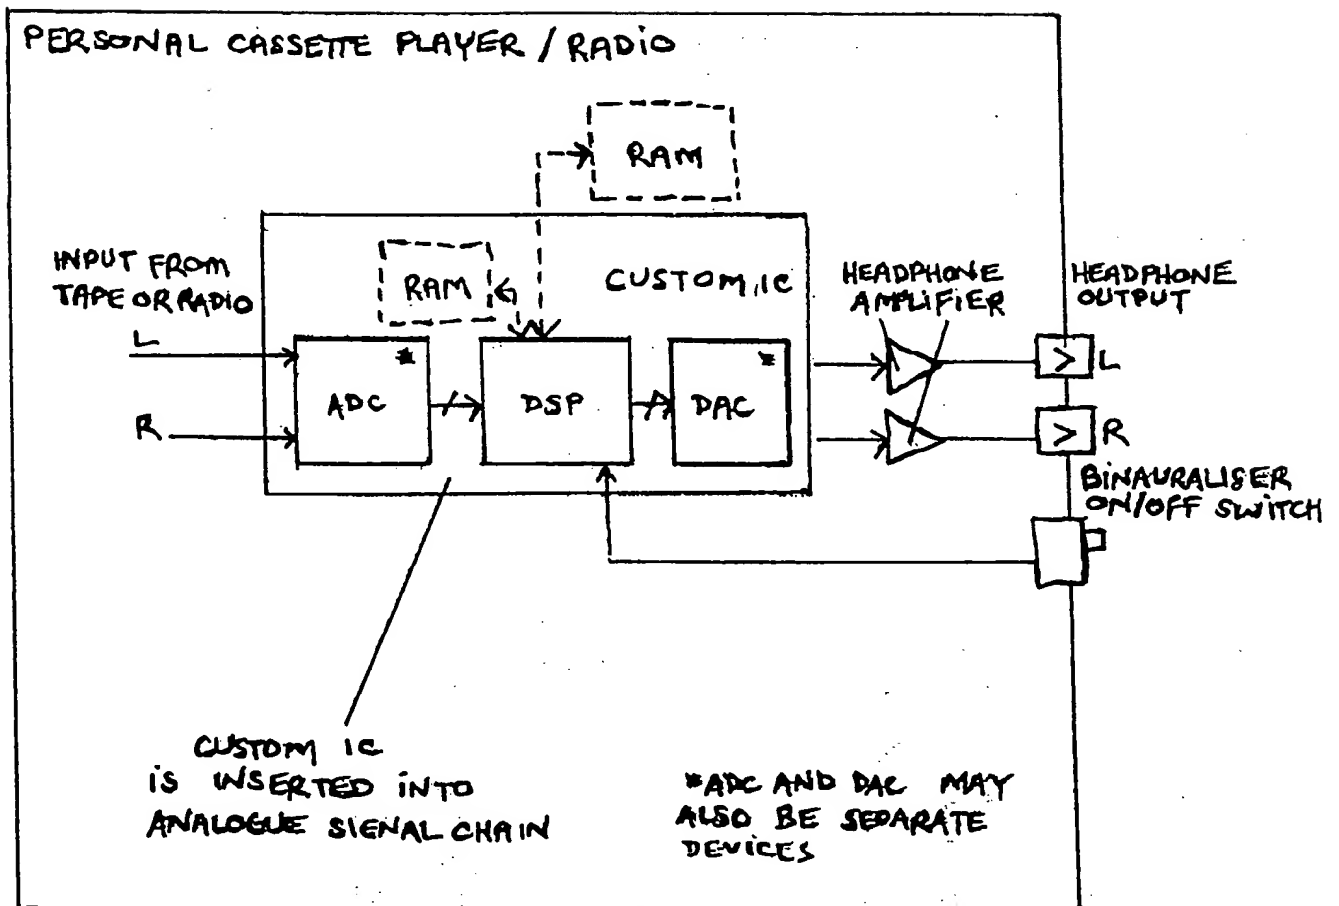 PERSONAL CASSETTE PLAYER / RADIO
RAM
INPUT FROM
TAPE OR RADIO
RAM
CUSTOM IC
HEADPHONE
AMPLIFIER
HEADPHONE
OUTPUT
L
R
*
ADC
DSP
*
DAC
> L
> R
BINAURALISER
ON/OFF SWITCH
CUSTOM IC
IS INSERTED INTO
ANALOGUE SIGNAL CHAIN
*ADC AND DAC MAY
ALSO BE SEPARATE
DEVICES